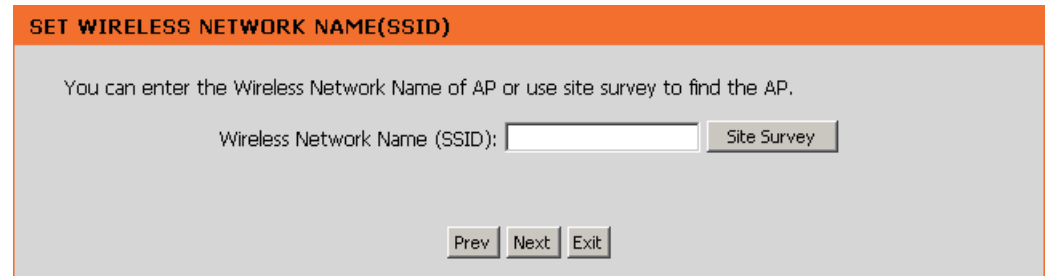 SET WIRELESS NETWORK NAME(SSID)
You can enter the Wireless Network Name of AP or use site survey to find the AP.
Wireless Network Name (SSID): Site Survey
Prev Next Exit